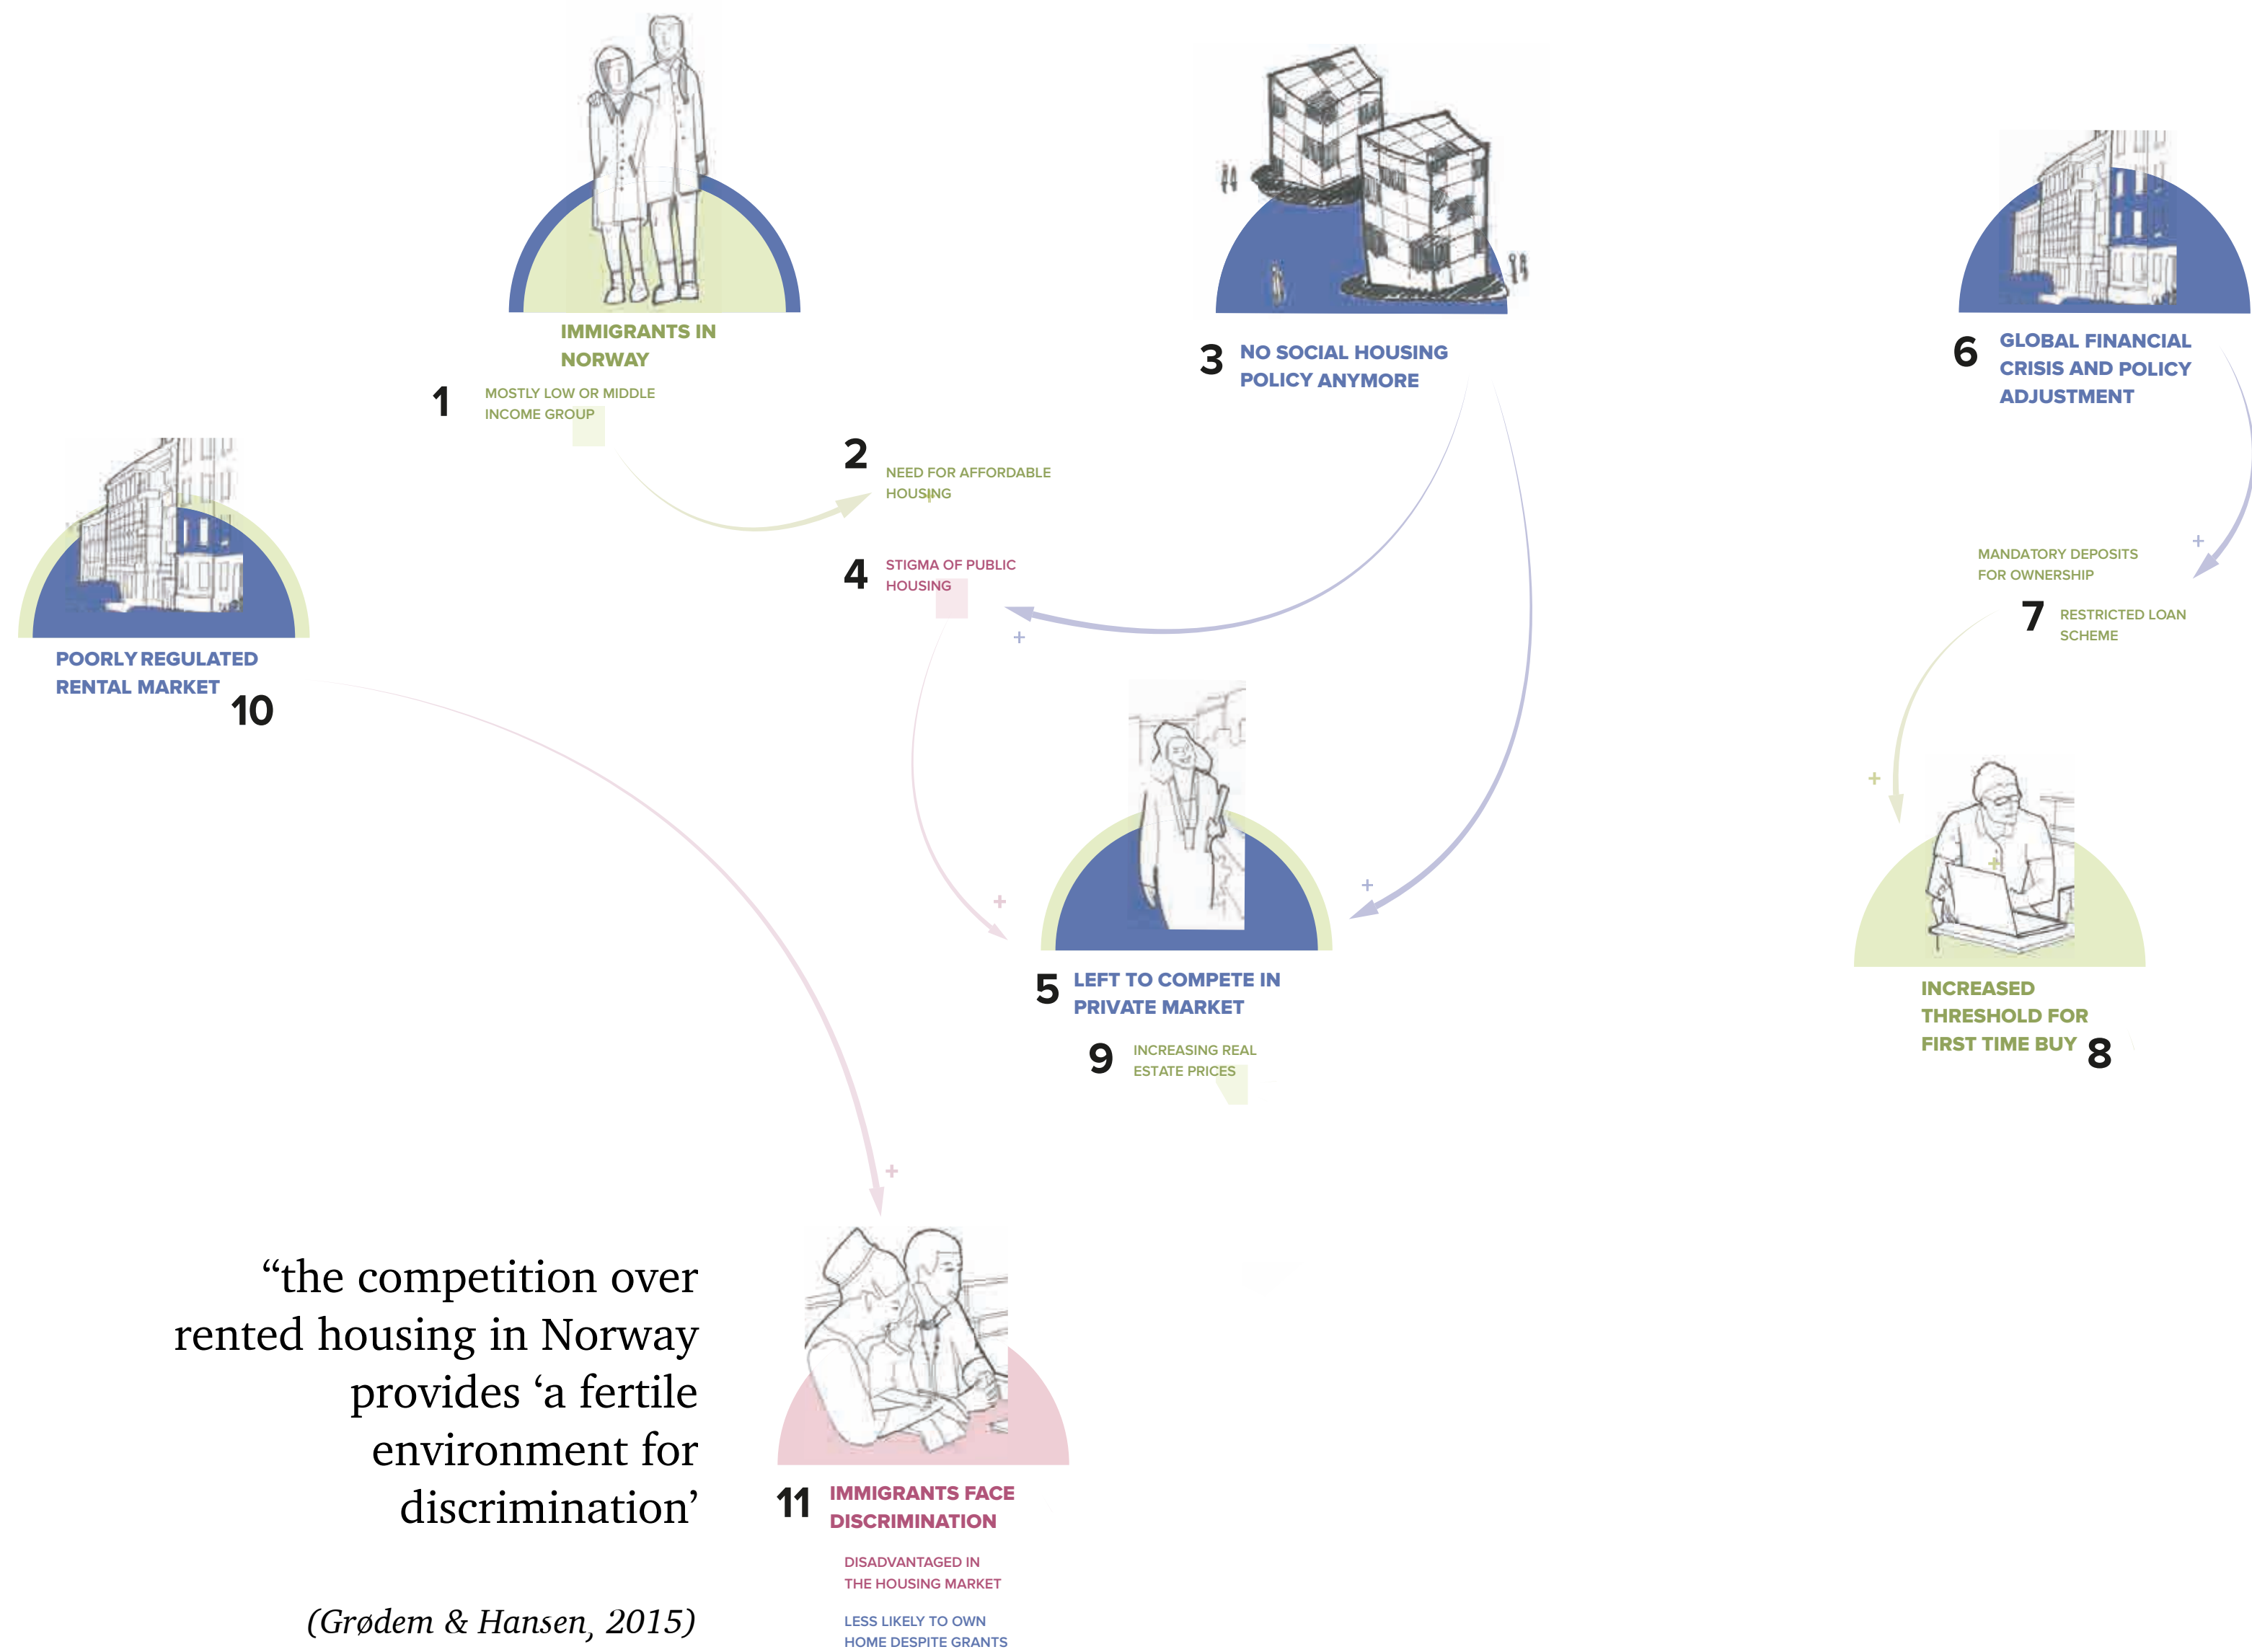 IMMIGRANTS IN
NORWAY
1
MOSTLY LOW OR MIDDLE
INCOME GROUP
2
NEED FOR AFFORDABLE
HOUSING
3
NO SOCIAL HOUSING
POLICY ANYMORE
4
STIGMA OF PUBLIC
HOUSING
+
+
5
LEFT TO COMPETE IN
PRIVATE MARKET
+
6
GLOBAL FINANCIAL
CRISIS AND POLICY
ADJUSTMENT
+
MANDATORY DEPOSITS
FOR OWNERSHIP
7
RESTRICTED LOAN
SCHEME
+
INCREASED
THRESHOLD FOR
FIRST TIME BUY
8
9
INCREASING REAL
ESTATE PRICES
POORLY REGULATED
RENTAL MARKET
10
+
11
IMMIGRANTS FACE
DISCRIMINATION
DISADVANTAGED IN
THE HOUSING MARKET
LESS LIKELY TO OWN
HOME DESPITE GRANTS
“the competition over
rented housing in Norway
provides ‘a fertile
environment for
discrimination’
(Grødem & Hansen, 2015)